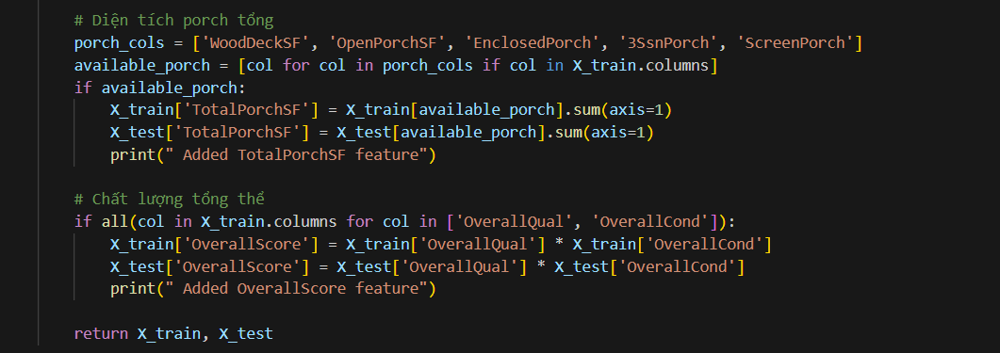 # Diện tích porch tổng
porch_cols = ['WoodDeckSF', 'OpenPorchSF', 'EnclosedPorch', '3SsnPorch', 'ScreenPorch']
available_porch = [col for col in porch_cols if col in X_train.columns]
if available_porch:
    X_train['TotalPorchSF'] = X_train[available_porch].sum(axis=1)
    X_test['TotalPorchSF'] = X_test[available_porch].sum(axis=1)
    print(" Added TotalPorchSF feature")
# Chất lượng tổng thể
if all(col in X_train.columns for col in ['OverallQual', 'OverallCond']):
    X_train['OverallScore'] = X_train['OverallQual'] * X_train['OverallCond']
    X_test['OverallScore'] = X_test['OverallQual'] * X_test['OverallCond']
    print(" Added OverallScore feature")
return X_train, X_test